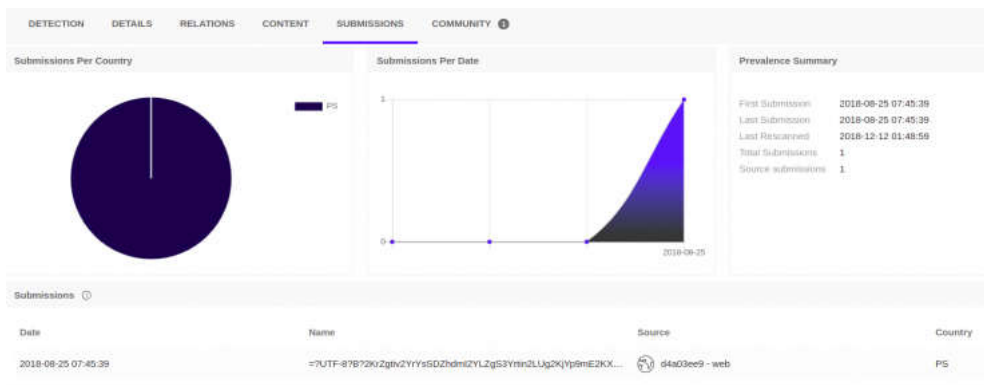 DETECTION DETAILS RELATIONS CONTENT SUBMISSIONS COMMUNITY 1
Submissions Per Country
PS
Submissions Per Date
1
0
2018-08-25
Prevalence Summary
First Submission 2018-08-25 07:45:39
Last Submission 2018-08-25 07:45:39
Last Rescanned 2018-12-12 01:48:59
Total Submissions 1
Source submissions 1
Submissions
Date Name Source Country
2018-08-25 07:45:39 d4a03ee9 - web PS